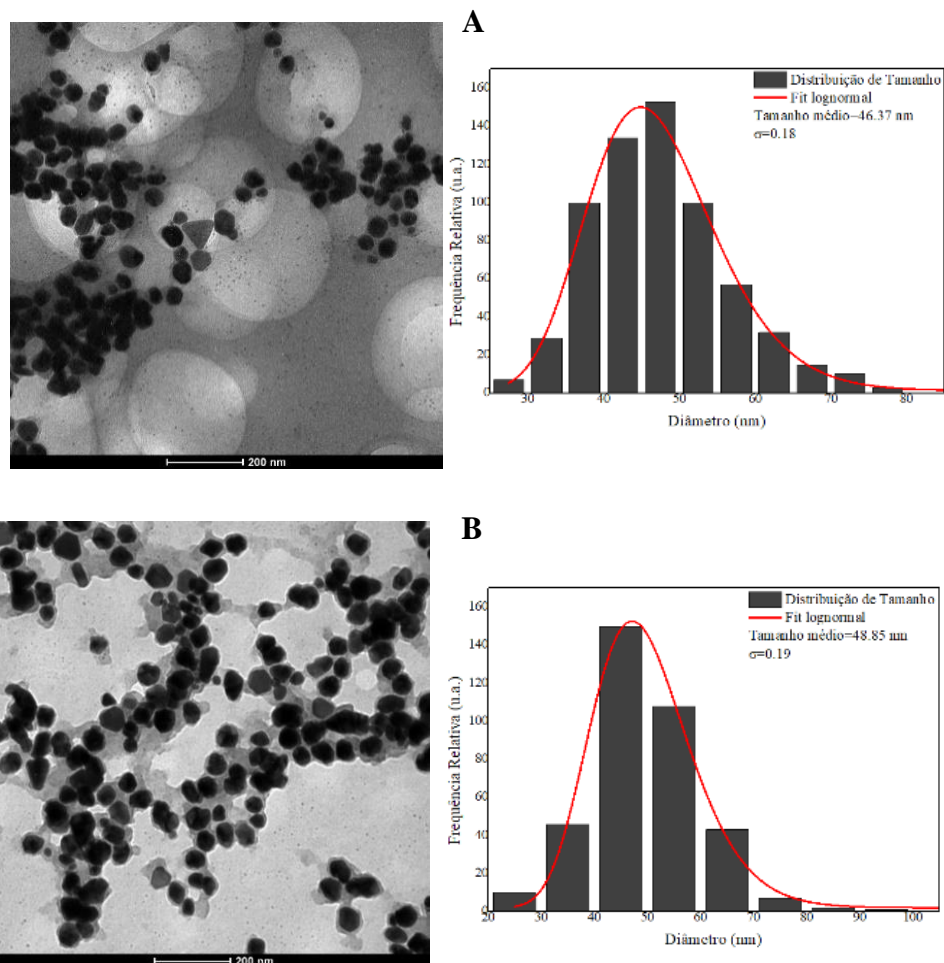 A
Distribuição de Tamanho
Fit lognormal
Tamanho médio=46.37 nm
σ=0.18
Frequência Relativa (u.a.)
160
140
120
100
80
60
40
20
0
30 40 50 60 70 80
Diâmetro (nm)
200 nm
B
Distribuição de Tamanho
Fit lognormal
Tamanho médio=48.85 nm
σ=0.19
Frequência Relativa (u.a.)
160
140
120
100
80
60
40
20
0
20 30 40 50 60 70 80 90 100
Diâmetro (nm)
200 nm